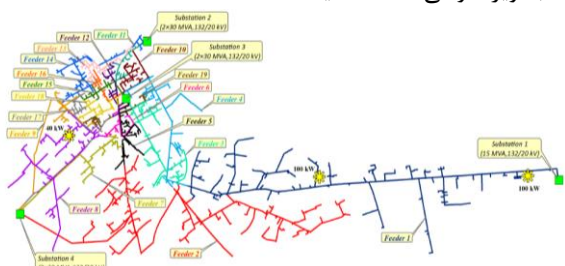 Substation 2
(2×30 MVA,132/20 kV)
Feeder 11
Feeder 12
Feeder 13
Feeder 10
Substation 3
(2×30 MVA,132/20 kV)
Feeder 14
Feeder 16
Feeder 15
Feeder 19
Feeder 6
Feeder 4
Feeder 18
Feeder 17
Feeder 5
Feeder 9
40 kW
Feeder 3
Substation 1
(15 MVA,132/20 kV)
100 kW
100 kW
Feeder 8
Feeder 7
Feeder 2
Feeder 1
Substation 4